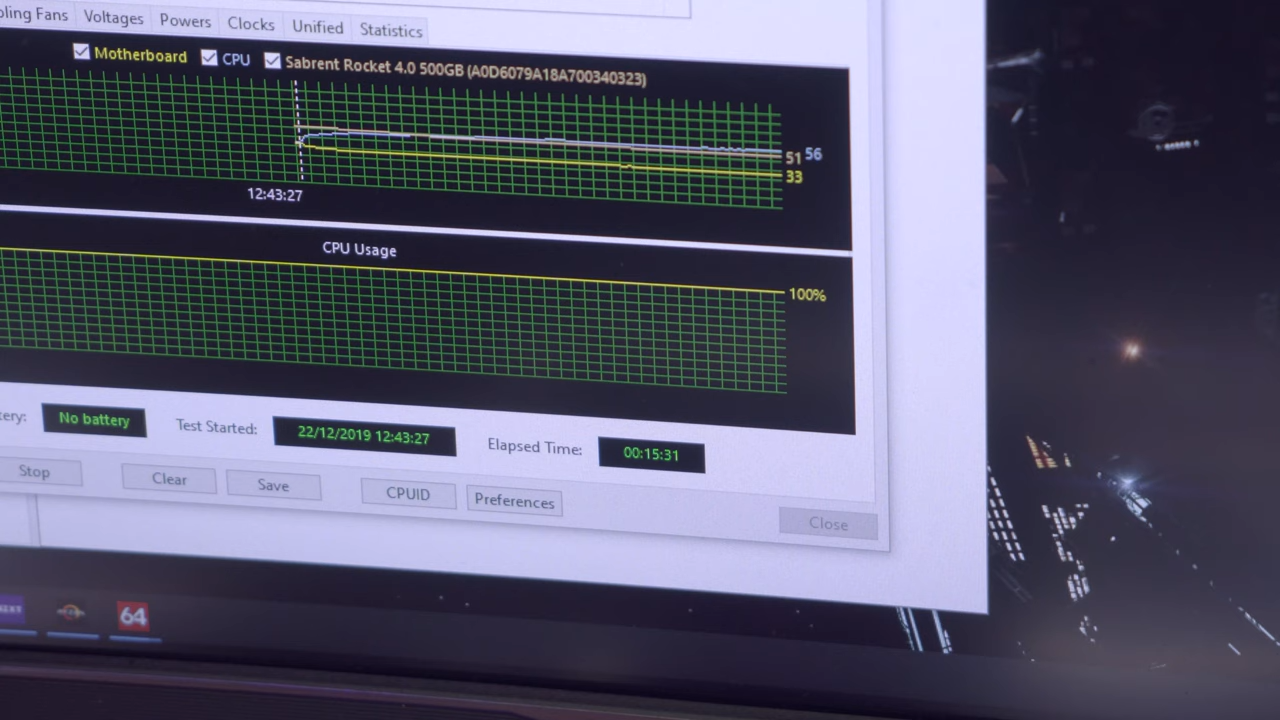 oling Fans Voltages Powers Clocks Unified Statistics
Motherboard CPU Sabrent Rocket 4.0 500GB (A0D6079A18A700340323)
51 56
33
12:43:27
CPU Usage
100%
tery: No battery Test Started: 22/12/2019 12:43:27 Elapsed Time: 00:15:31
Stop Clear Save CPUID Preferences Close
64